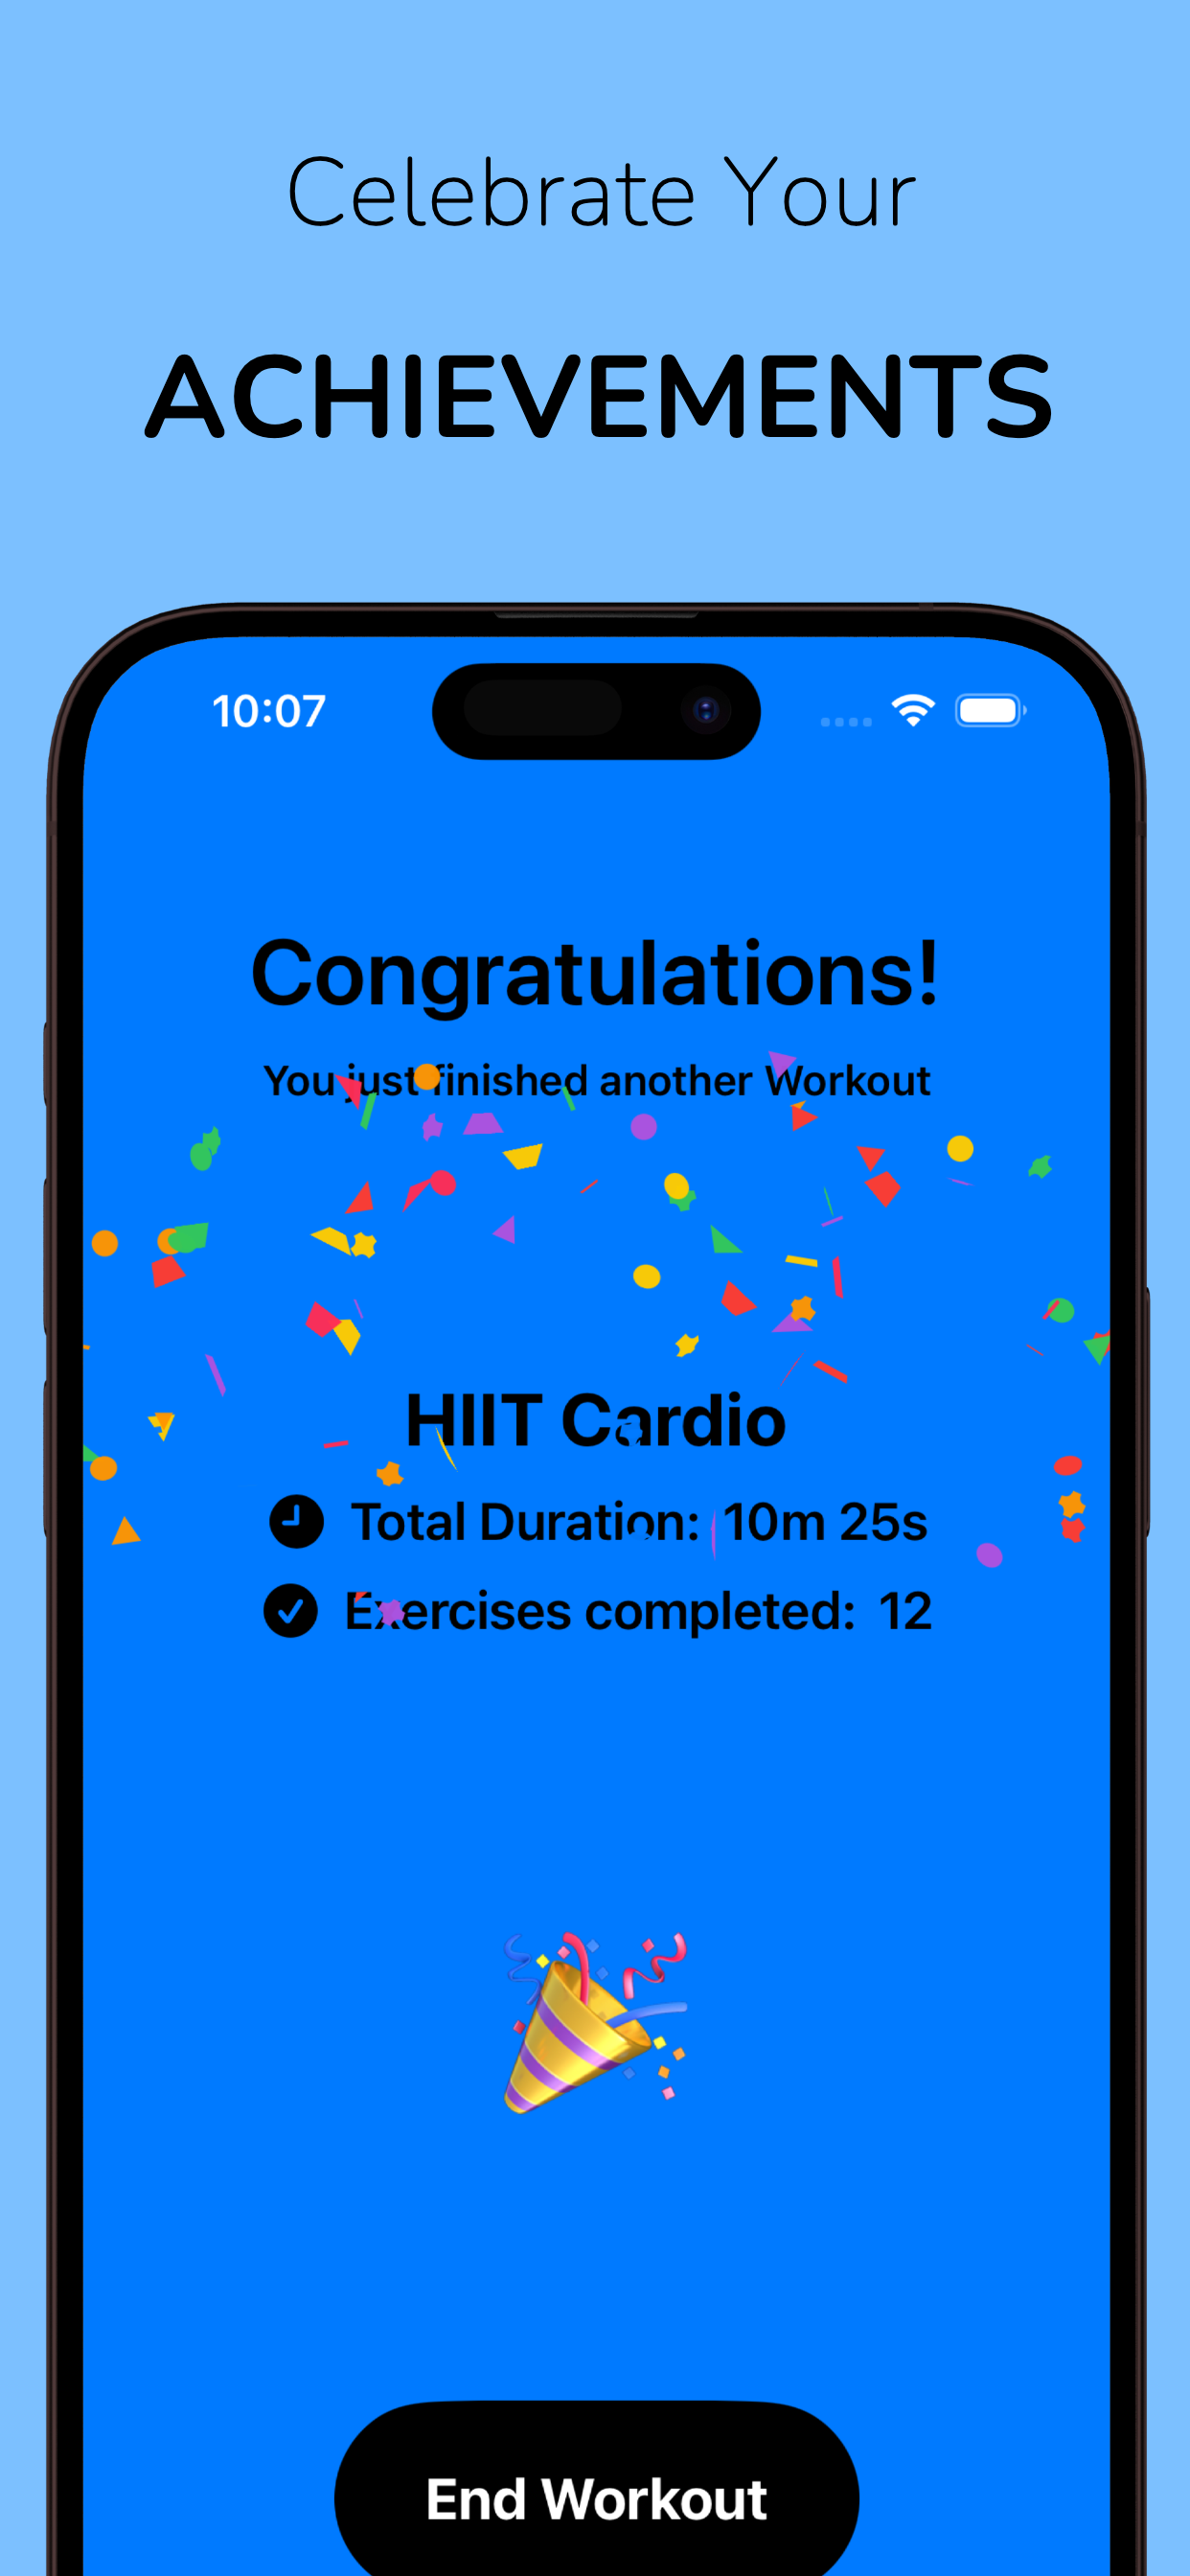 Celebrate Your
ACHIEVEMENTS
10:07
Congratulations!
You just finished another Workout
HIIT Cardio
Total Duration: 10m 25s
Exercises completed: 12
End Workout